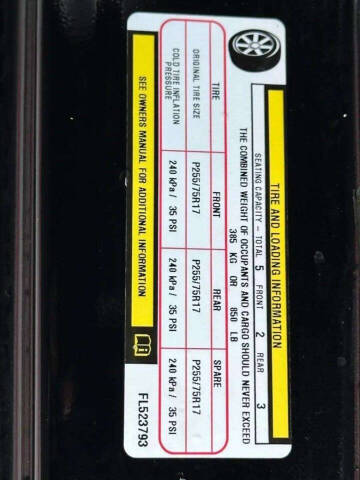 TIRE AND LOADING INFORMATION
SEATING CAPACITY – TOTAL 5 FRONT 2 REAR 3
THE COMBINED WEIGHT OF OCCUPANTS AND CARGO SHOULD NEVER EXCEED
385 KG OR 850 LB
TIRE FRONT REAR SPARE
ORIGINAL TIRE SIZE P255/75R17 P255/75R17 P255/75R17
COLD TIRE INFLATION
PRESSURE 240 kPa / 35 PSI 240 kPa / 35 PSI 240 kPa / 35 PSI
SEE OWNERS MANUAL FOR ADDITIONAL INFORMATION
FL523793